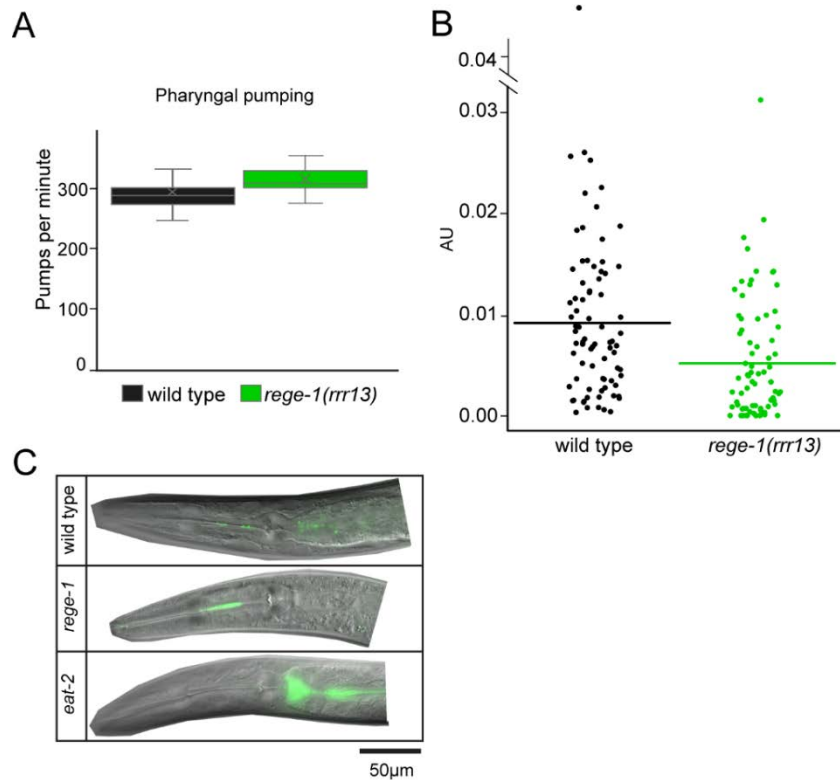 A
Pharyngal pumping
Pumps per minute
300
200
100
0
wild type
rege-1(rrr13)
B
AU
0.04
0.03
0.02
0.01
0.00
wild type
rege-1(rrr13)
C
wild type
rege-1
eat-2
50µm